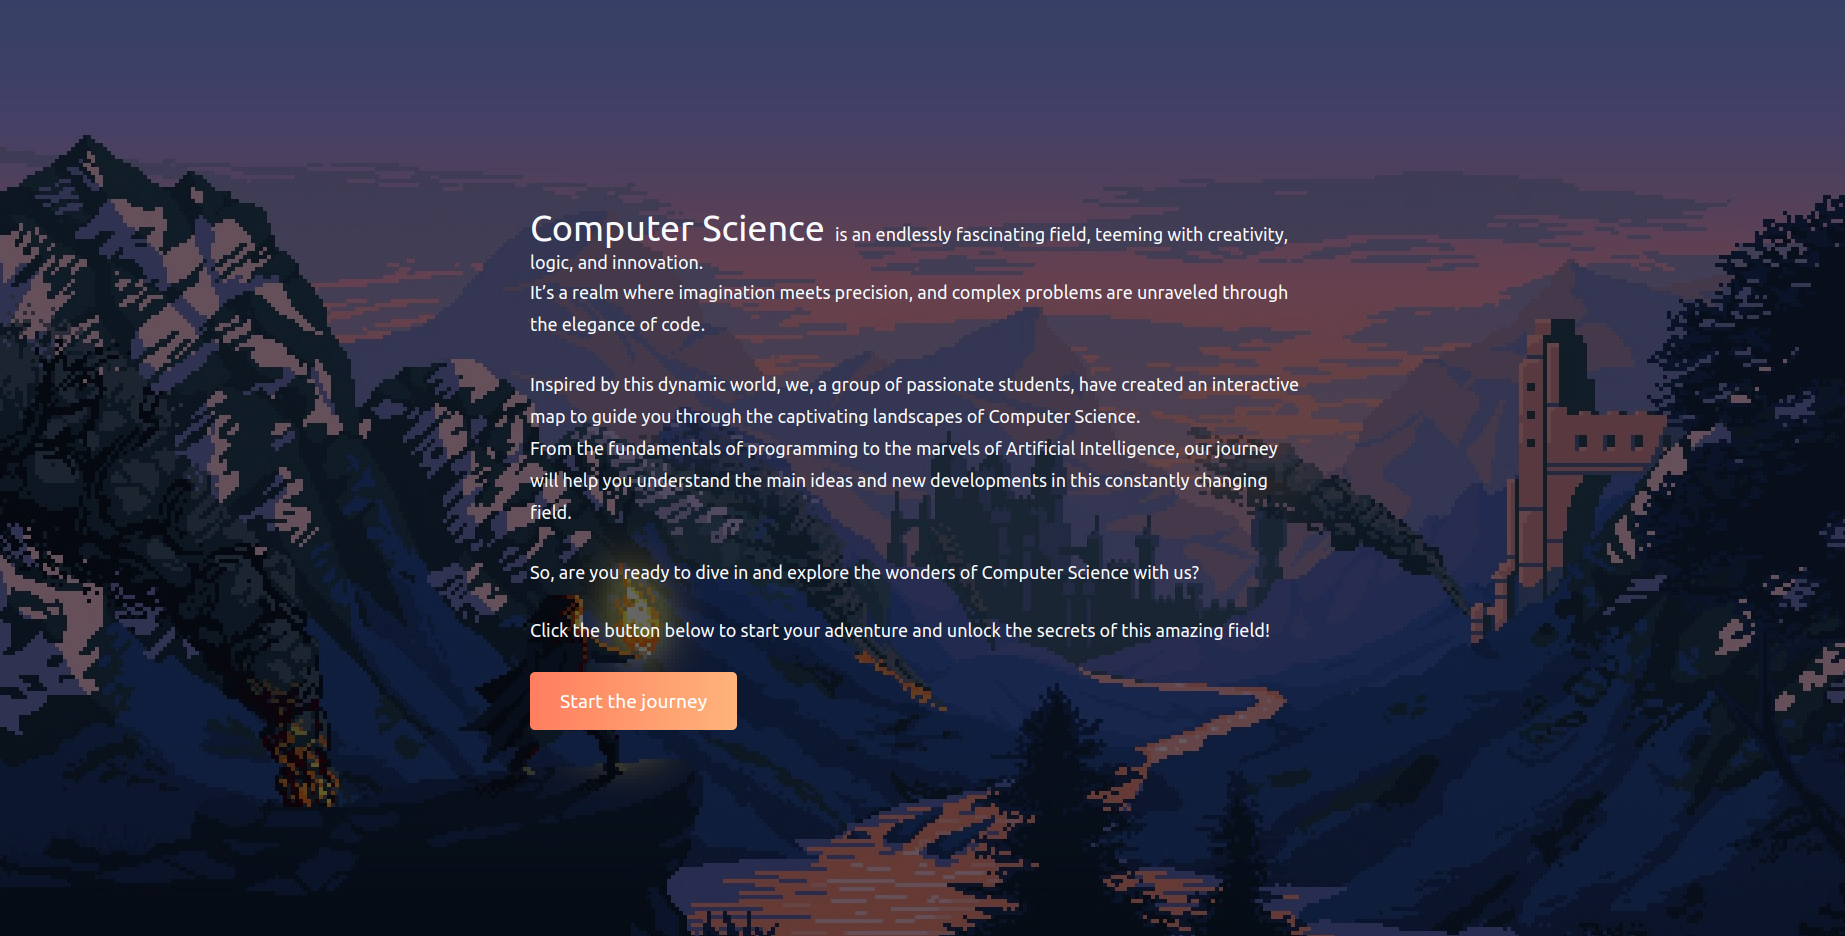 Computer Science is an endlessly fascinating field, teeming with creativity,
logic, and innovation.
It’s a realm where imagination meets precision, and complex problems are unraveled through
the elegance of code.
Inspired by this dynamic world, we, a group of passionate students, have created an interactive
map to guide you through the captivating landscapes of Computer Science.
From the fundamentals of programming to the marvels of Artificial Intelligence, our journey
will help you understand the main ideas and new developments in this constantly changing
field.
So, are you ready to dive in and explore the wonders of Computer Science with us?
Click the button below to start your adventure and unlock the secrets of this amazing field!
Start the journey